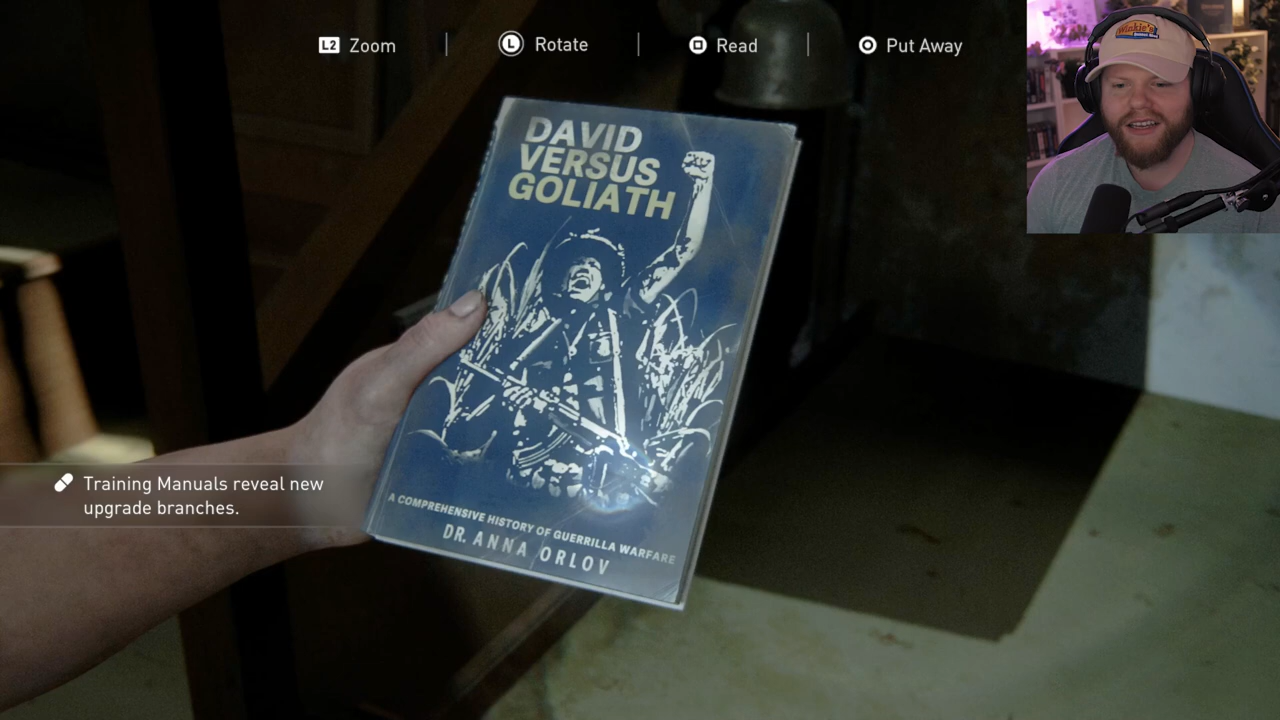 L2 Zoom | L Rotate | Read | Put Away
DAVID
VERSUS
GOLIATH
A COMPREHENSIVE HISTORY OF GUERRILLA WARFARE
DR. ANNA ORLOV
Training Manuals reveal new
upgrade branches.